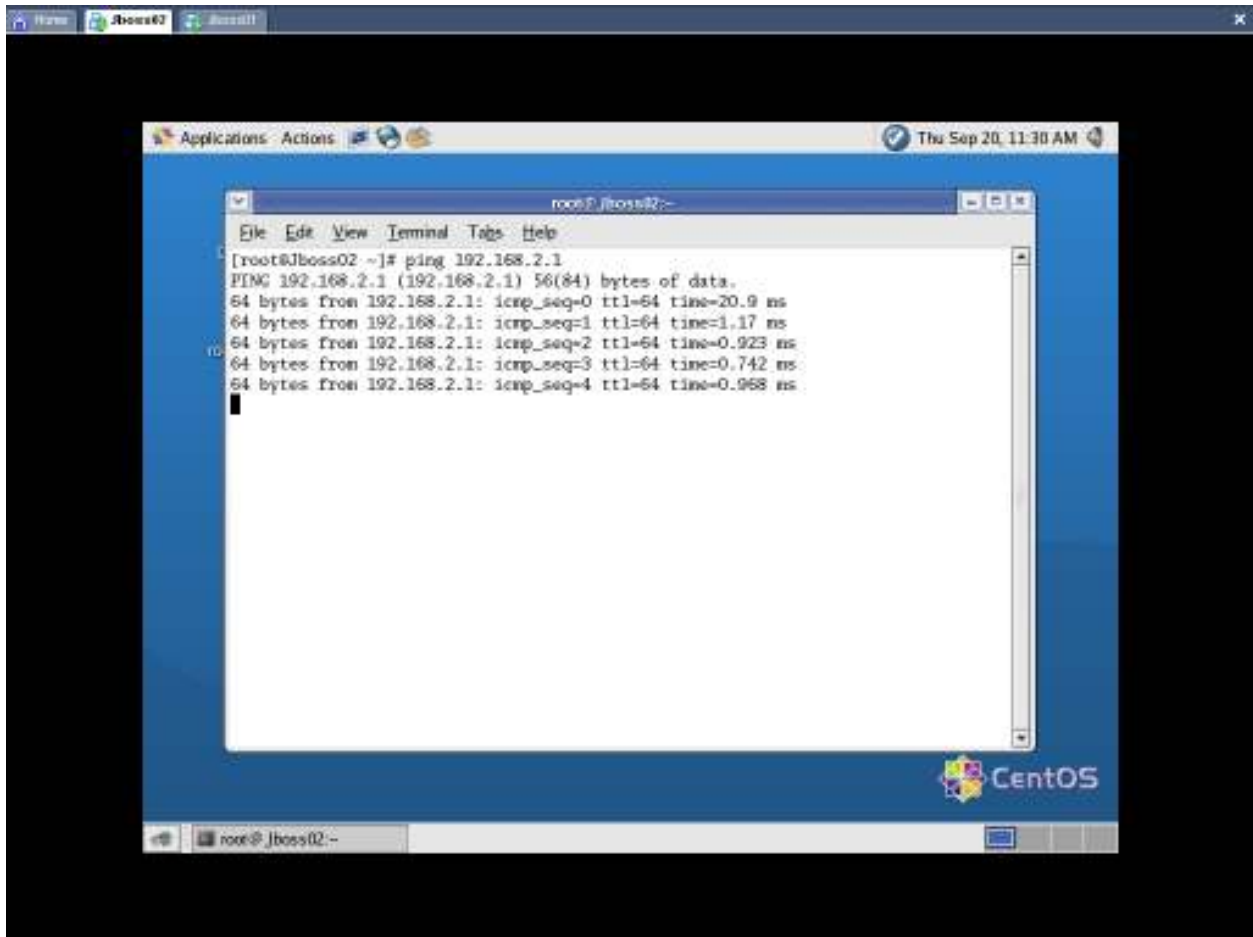 Home Jboss02 Jboss01
Applications Actions Thu Sep 20, 11:30 AM
root@Jboss02:~
File Edit View Terminal Tabs Help
[root@Jboss02 ~]# ping 192.168.2.1
PING 192.168.2.1 (192.168.2.1) 56(84) bytes of data.
64 bytes from 192.168.2.1: icmp_seq=0 ttl=64 time=20.9 ms
64 bytes from 192.168.2.1: icmp_seq=1 ttl=64 time=1.17 ms
64 bytes from 192.168.2.1: icmp_seq=2 ttl=64 time=0.923 ms
64 bytes from 192.168.2.1: icmp_seq=3 ttl=64 time=0.742 ms
64 bytes from 192.168.2.1: icmp_seq=4 ttl=64 time=0.968 ms
CentOS
root@Jboss02:~